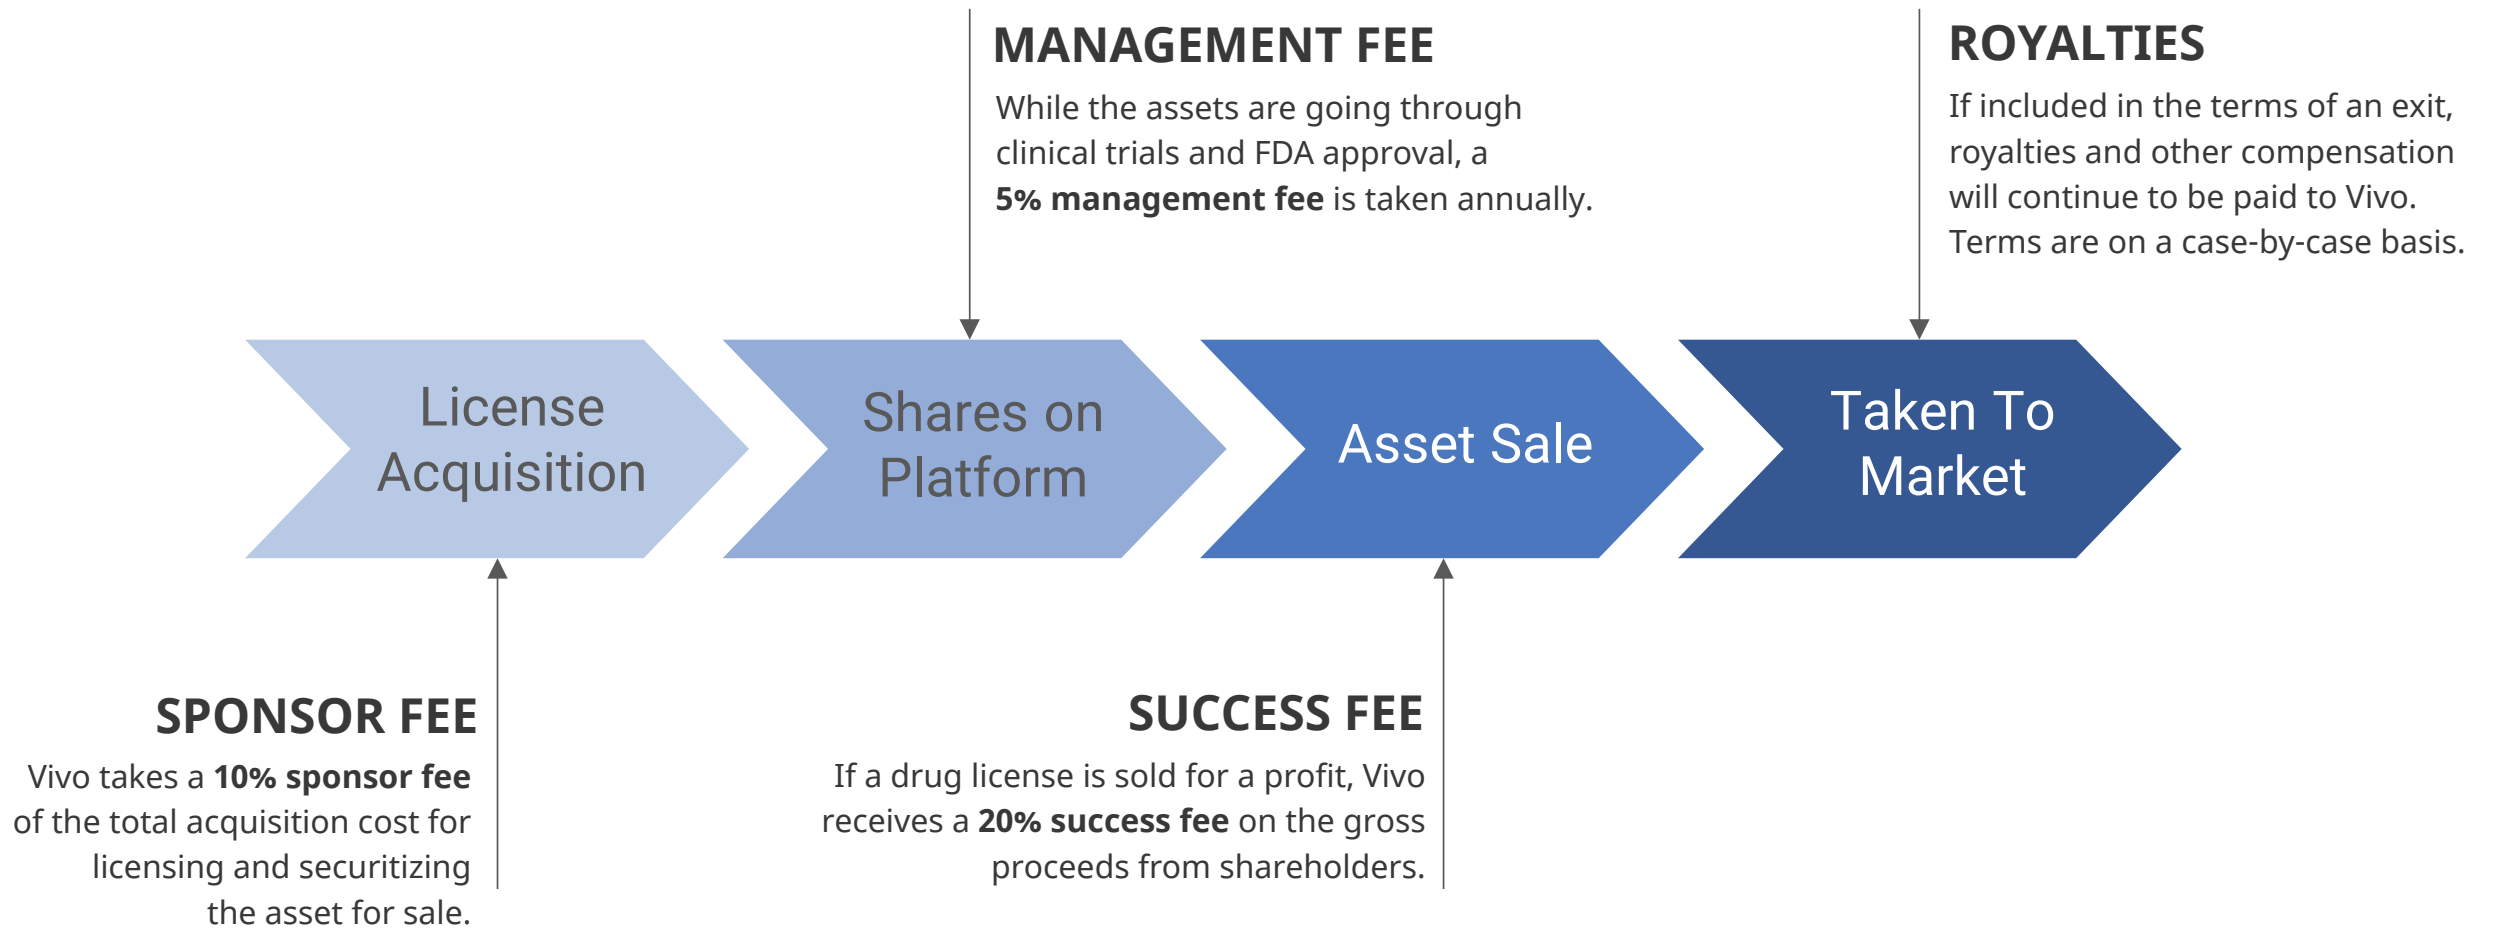 MANAGEMENT FEE
While the assets are going through
clinical trials and FDA approval, a
5% management fee is taken annually.
ROYALTIES
If included in the terms of an exit,
royalties and other compensation
will continue to be paid to Vivo.
Terms are on a case-by-case basis.
License
Acquisition
Shares on
Platform
Asset Sale
Taken To
Market
SPONSOR FEE
Vivo takes a 10% sponsor fee
of the total acquisition cost for
licensing and securitizing
the asset for sale.
SUCCESS FEE
If a drug license is sold for a profit, Vivo
receives a 20% success fee on the gross
proceeds from shareholders.